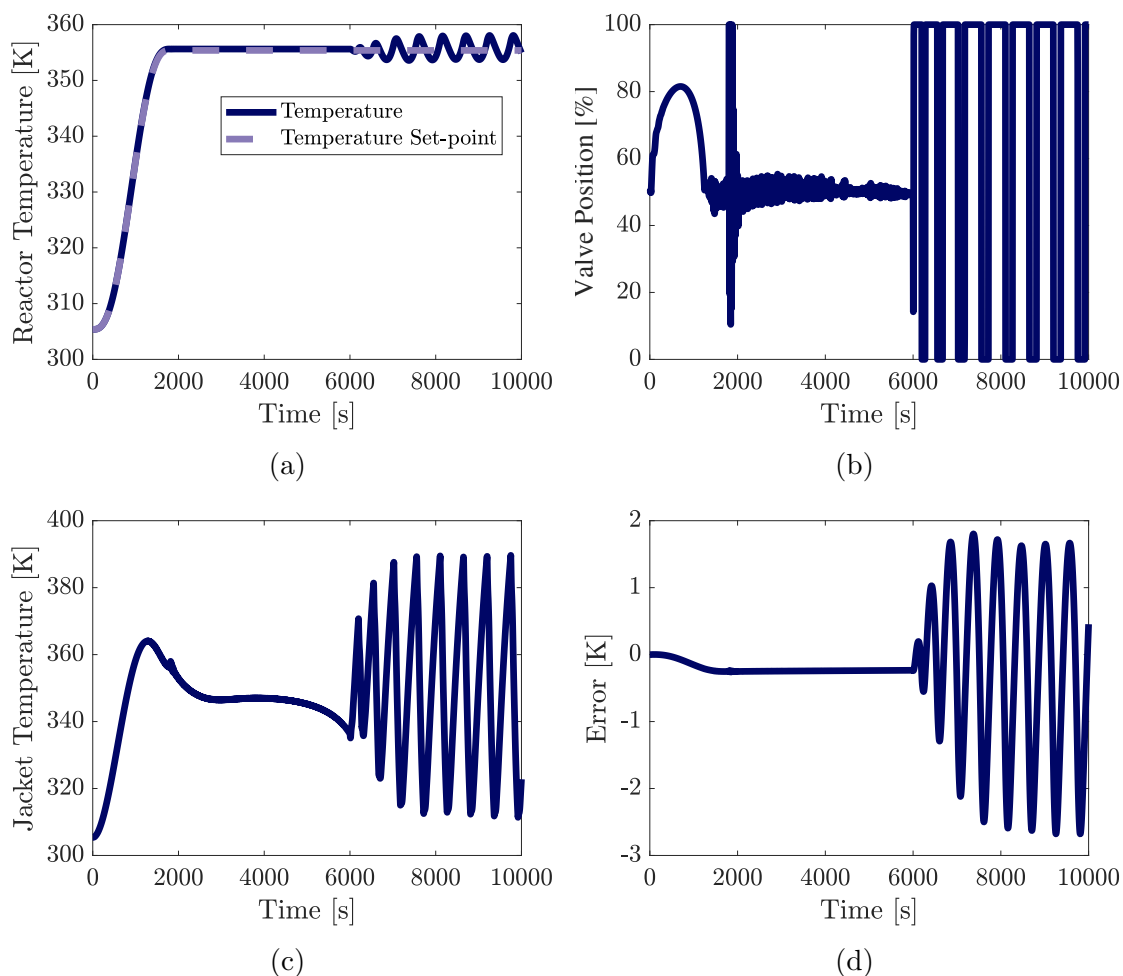 360
350
340
330
320
310
300
Reactor Temperature [K]
Temperature
Temperature Set-point
0 2000 4000 6000 8000 10000
Time [s]
(a)
100
80
60
40
20
0
Valve Position [%]
0 2000 4000 6000 8000 10000
Time [s]
(b)
400
380
360
340
320
300
Jacket Temperature [K]
0 2000 4000 6000 8000 10000
Time [s]
(c)
2
1
0
-1
-2
-3
Error [K]
0 2000 4000 6000 8000 10000
Time [s]
(d)